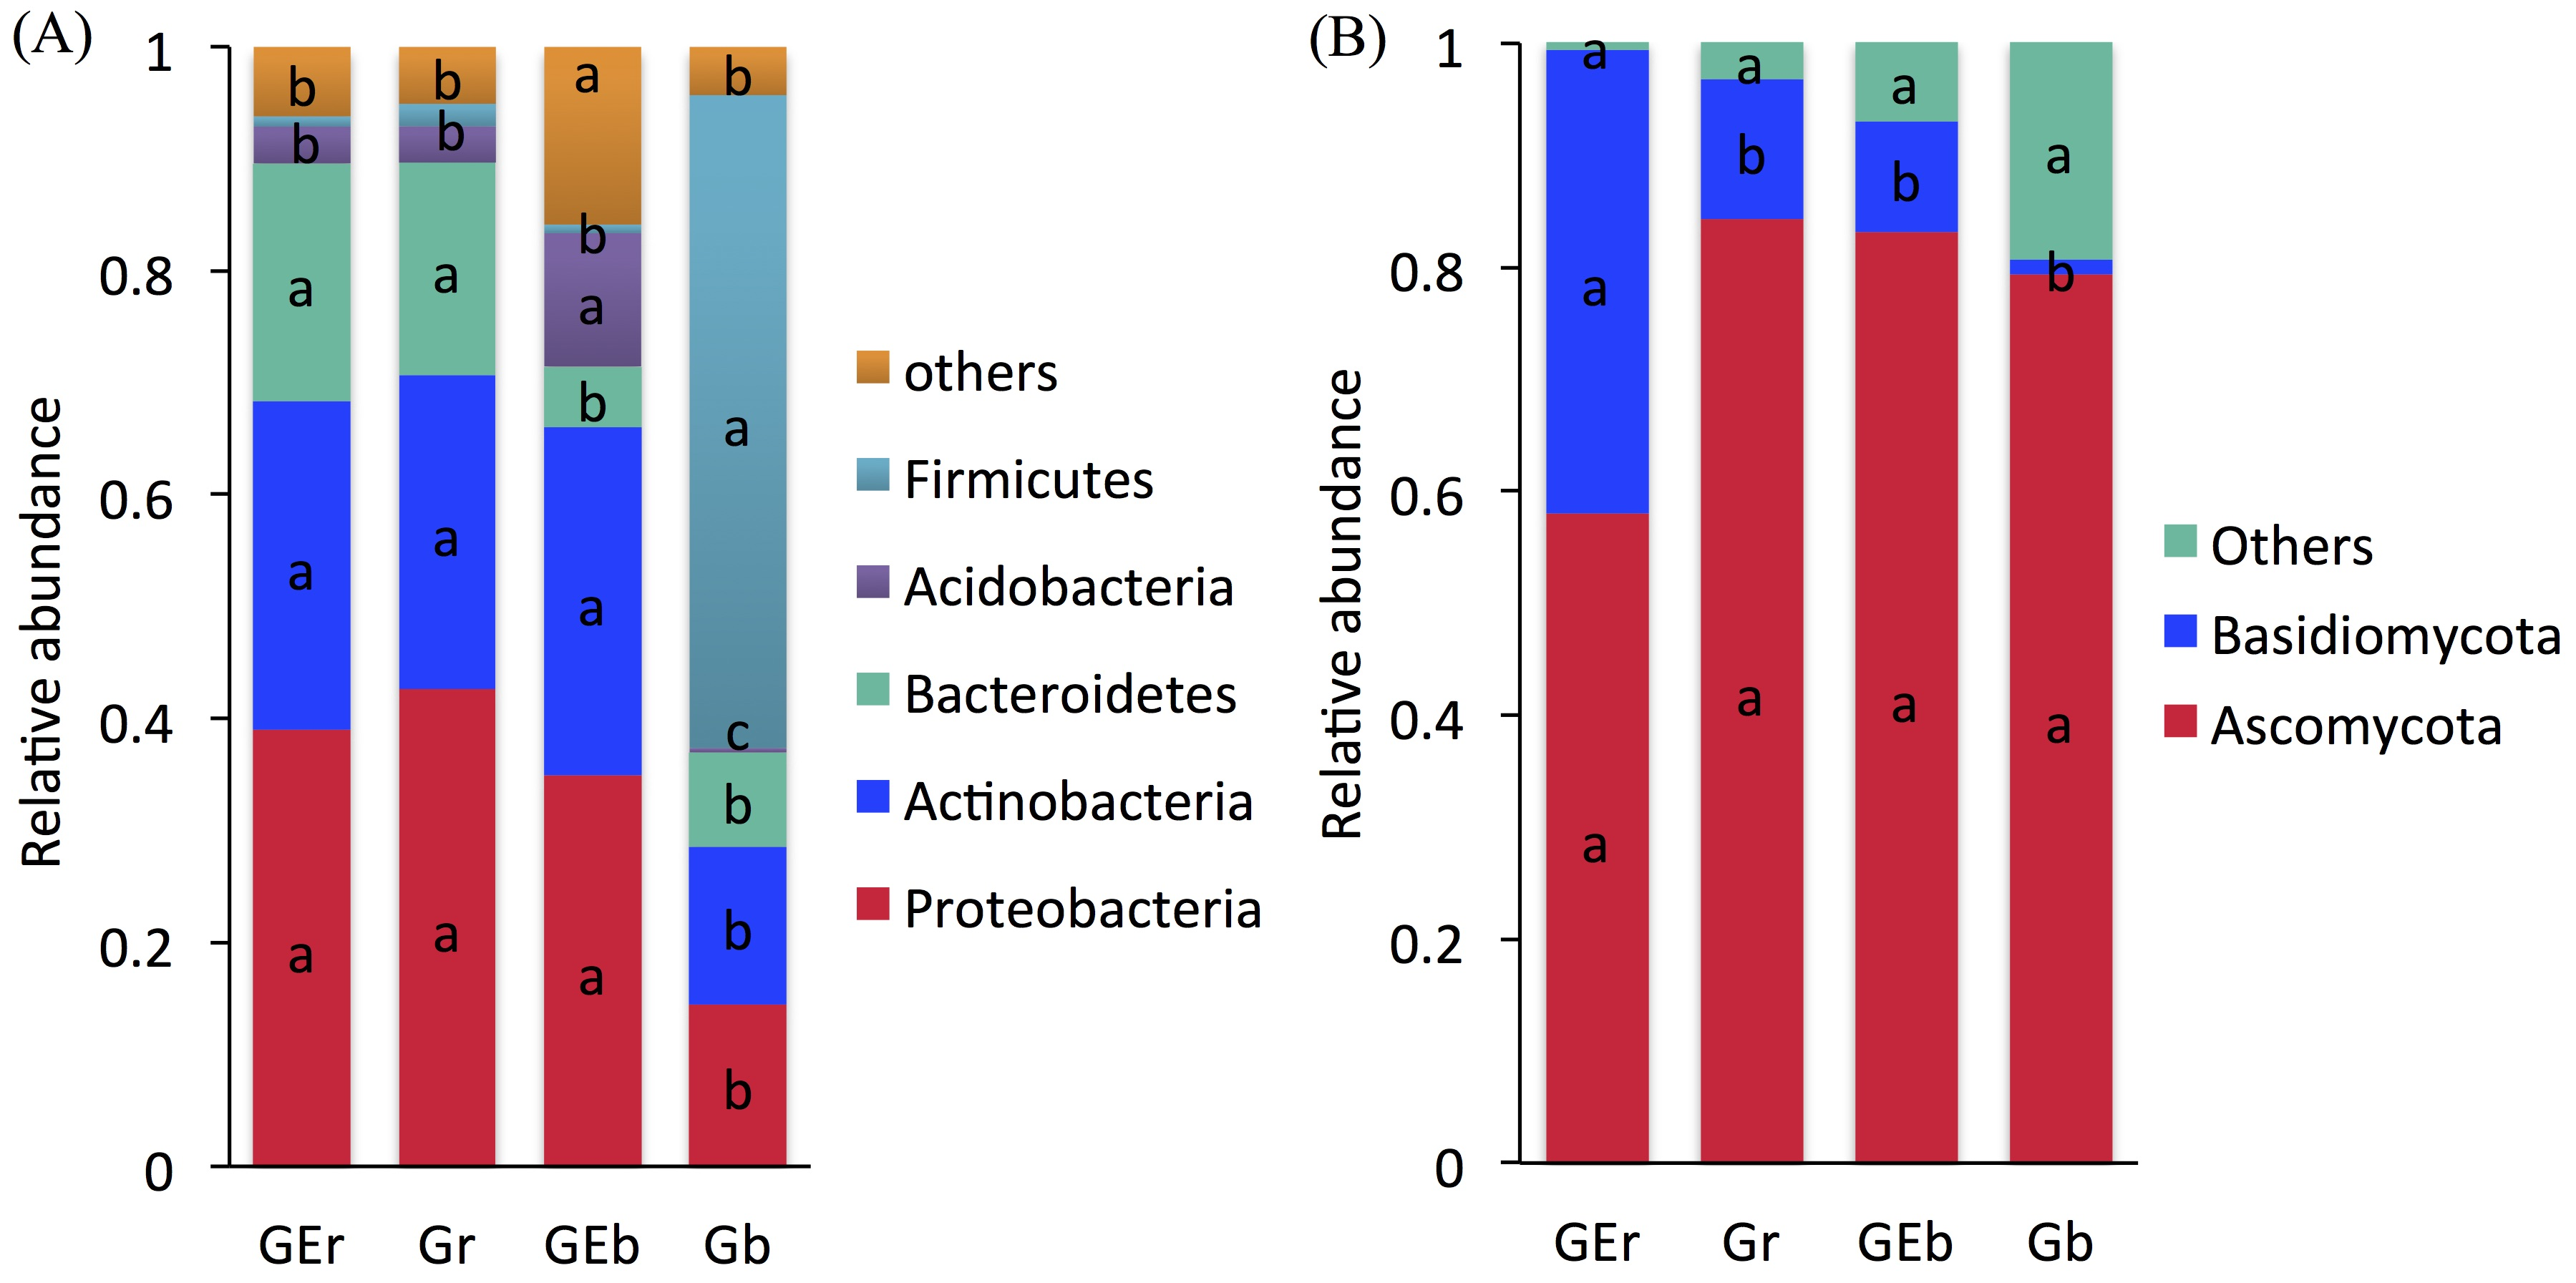 (A)
Relative abundance
1
0.8
0.6
0.4
0.2
0
b b a b
b b b a
a a a c
a a b b
a a a b
a a a b
GEr Gr GEb Gb
others
Firmicutes
Acidobacteria
Bacteroidetes
Actinobacteria
Proteobacteria
(B)
Relative abundance
1
0.8
0.6
0.4
0.2
0
a a a a
a b b b
a a a a
GEr Gr GEb Gb
Others
Basidiomycota
Ascomycota